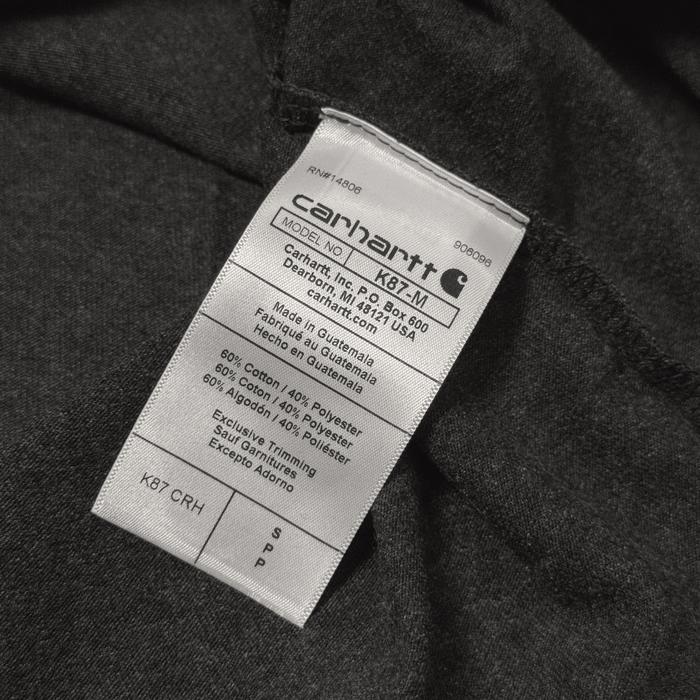 RN#14806
906096
carhartt
MODEL NO K87-M
Carhartt, Inc. P.O. Box 600
Dearborn, MI 48121 USA
carhartt.com
Made in Guatemala
Fabriqué au Guatemala
Hecho en Guatemala
60% Cotton / 40% Polyester
60% Coton / 40% Polyester
60% Algodón / 40% Poliéster
Exclusive Trimming
Sauf Garnitures
Excepto Adorno
K87 CRH
S
P
P